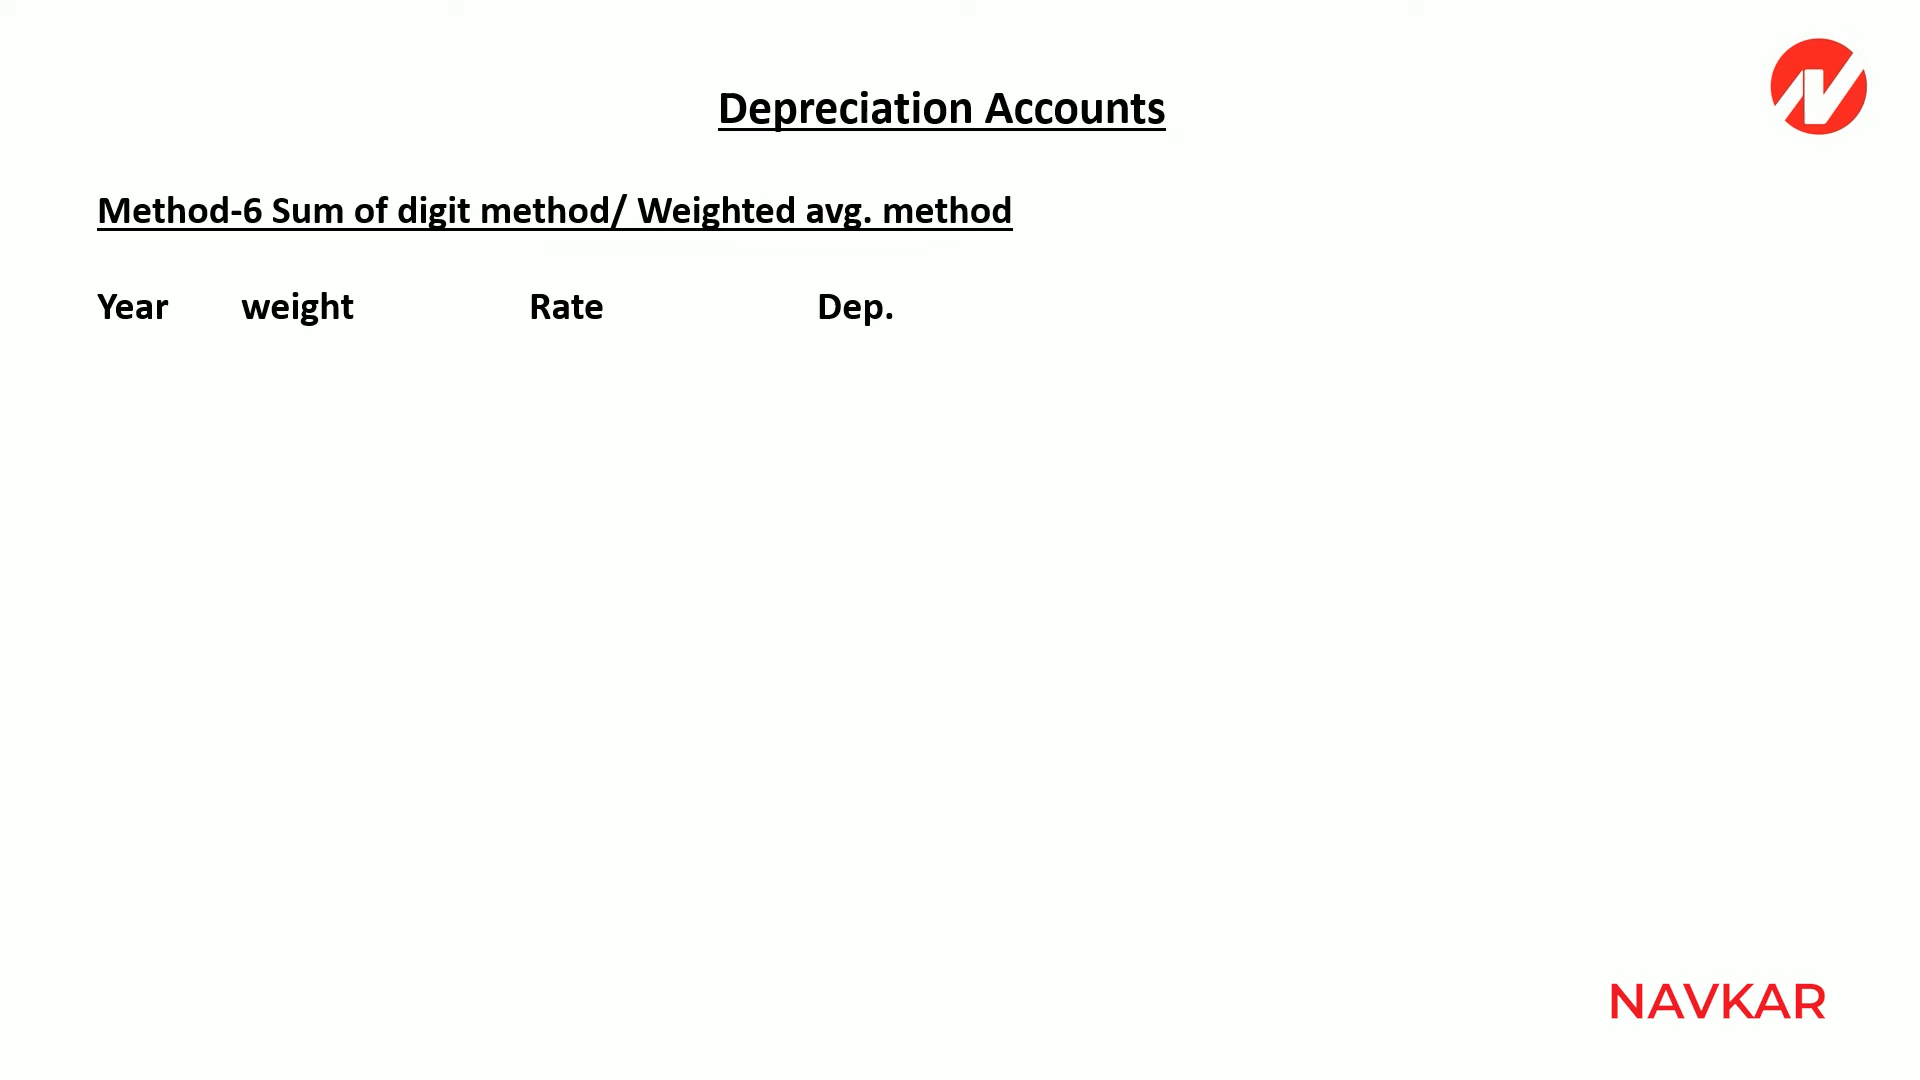 Depreciation Accounts
Method-6 Sum of digit method/ Weighted avg. method
Year weight Rate Dep.
NAVKAR